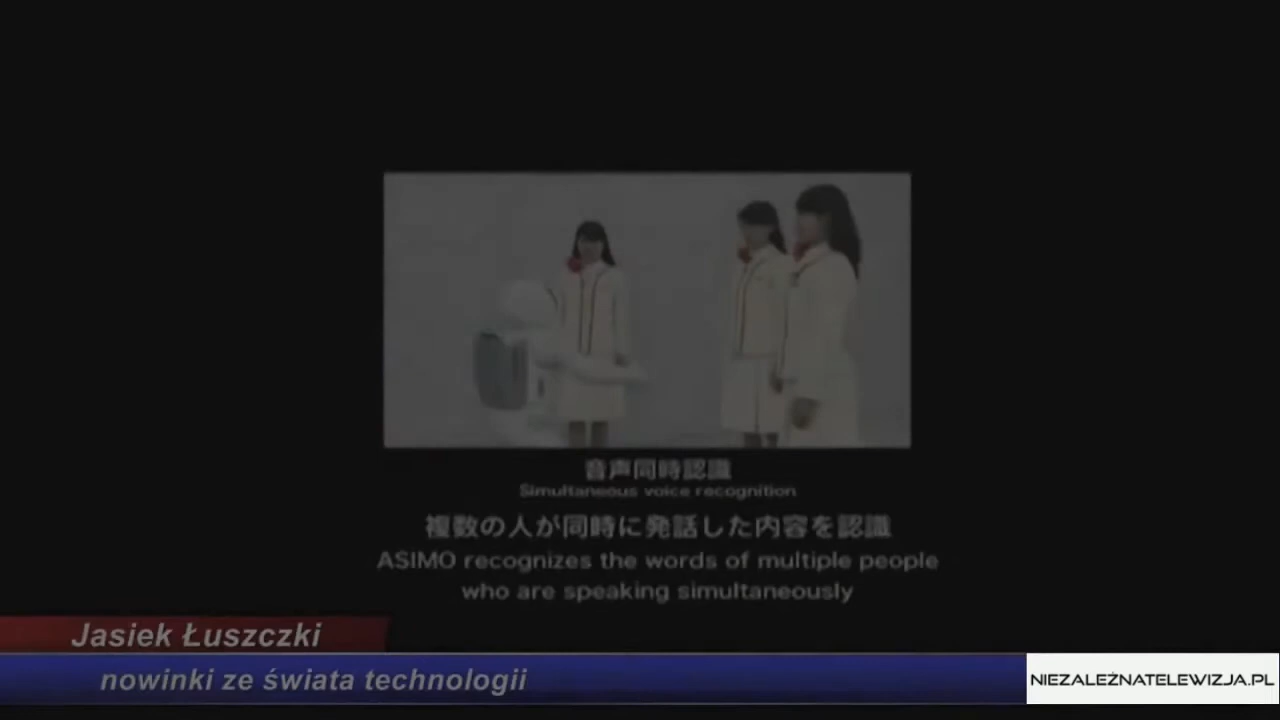 音声同時認識
Simultaneous voice recognition
複数の人が同時に発話した内容を認識
ASIMO recognizes the words of multiple people
who are speaking simultaneously
Jasiek Łuszczki
nowinki ze świata technologii
NIEZALEŻNATELEWIZJA.PL